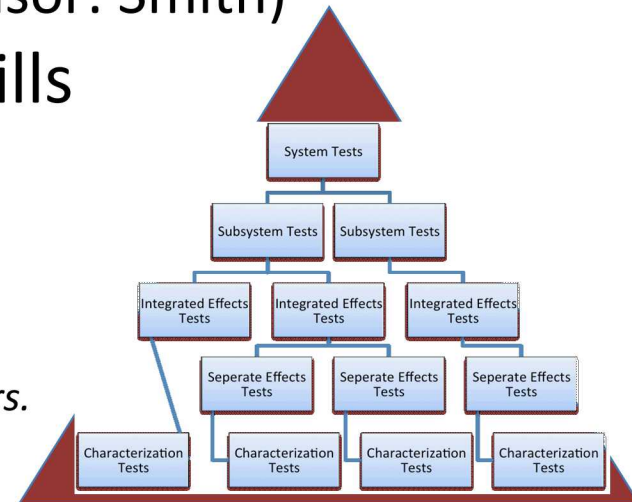 isor: Smith)
ills
System Tests
Subsystem Tests
Subsystem Tests
Integrated Effects
Tests
Integrated Effects
Tests
Integrated Effects
Tests
rs.
Seperate Effects
Tests
Seperate Effects
Tests
Seperate Effects
Tests
Characterization
Tests
Characterization
Tests
Characterization
Tests
Characterization
Tests